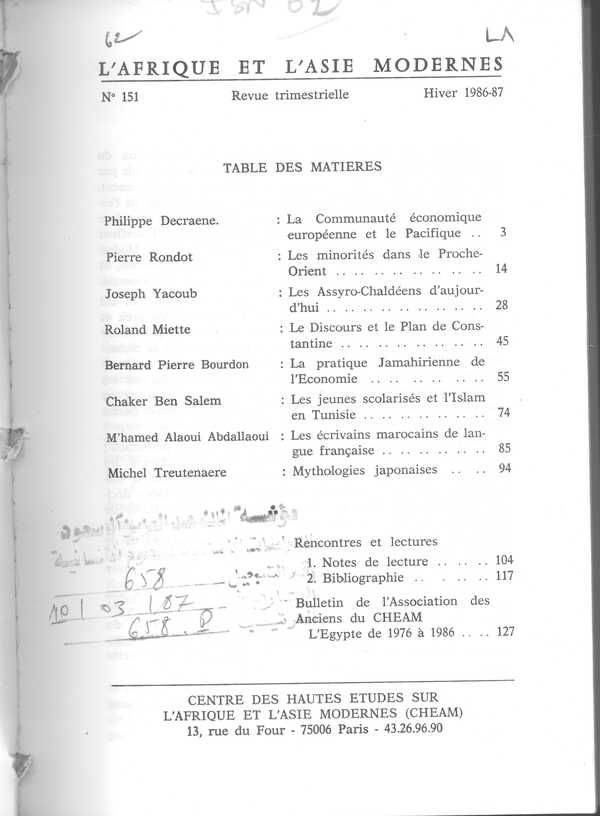 62
L'AFRIQUE ET L'ASIE MODERNES
N° 151 Revue trimestrielle Hiver 1986-87
TABLE DES MATIERES
Philippe Decraene. : La Communauté économique
européenne et le Pacifique .. 3
Pierre Rondot : Les minorités dans le Proche-
Orient .. .. .. .. .. .. .. .. 14
Joseph Yacoub : Les Assyro-Chaldéens d'aujour-
d'hui .. .. .. .. .. .. .. .. .. 28
Roland Miette : Le Discours et le Plan de Cons-
tantine .. .. .. .. .. .. .. .. 45
Bernard Pierre Bourdon : La pratique Jamahirienne de
l'Economie .. .. .. .. .. .. 55
Chaker Ben Salem : Les jeunes scolarisés et l'Islam
en Tunisie .. .. .. .. .. .. .. 74
M'hamed Alaoui Abdallaoui : Les écrivains marocains de lan-
gue française .. .. .. .. .. .. 85
Michel Treutenaere : Mythologies japonaises .. .. 94
Rencontres et lectures
1. Notes de lecture .. .. .. 104
2. Bibliographie .. .. .. .. 117
658
10/03/87
658.P
Bulletin de l'Association des
Anciens du CHEAM
L'Egypte de 1976 à 1986 .. .. 127
CENTRE DES HAUTES ETUDES SUR
L'AFRIQUE ET L'ASIE MODERNES (CHEAM)
13, rue du Four - 75006 Paris - 43.26.96.90